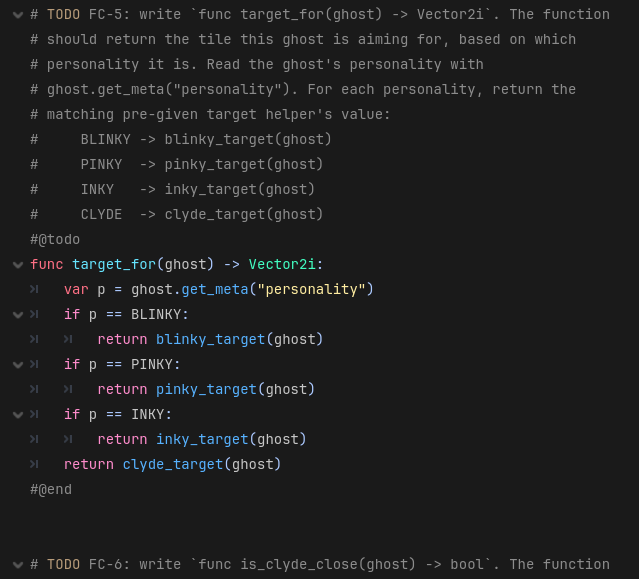 # TODO FC-5: write `func target_for(ghost) -> Vector2i`. The function
# should return the tile this ghost is aiming for, based on which
# personality it is. Read the ghost's personality with
# ghost.get_meta("personality"). For each personality, return the
# matching pre-given target helper's value:
#     BLINKY -> blinky_target(ghost)
#     PINKY  -> pinky_target(ghost)
#     INKY   -> inky_target(ghost)
#     CLYDE  -> clyde_target(ghost)
#@todo
func target_for(ghost) -> Vector2i:
    var p = ghost.get_meta("personality")
    if p == BLINKY:
        return blinky_target(ghost)
    if p == PINKY:
        return pinky_target(ghost)
    if p == INKY:
        return inky_target(ghost)
    return clyde_target(ghost)
#@end
# TODO FC-6: write `func is_clyde_close(ghost) -> bool`. The function